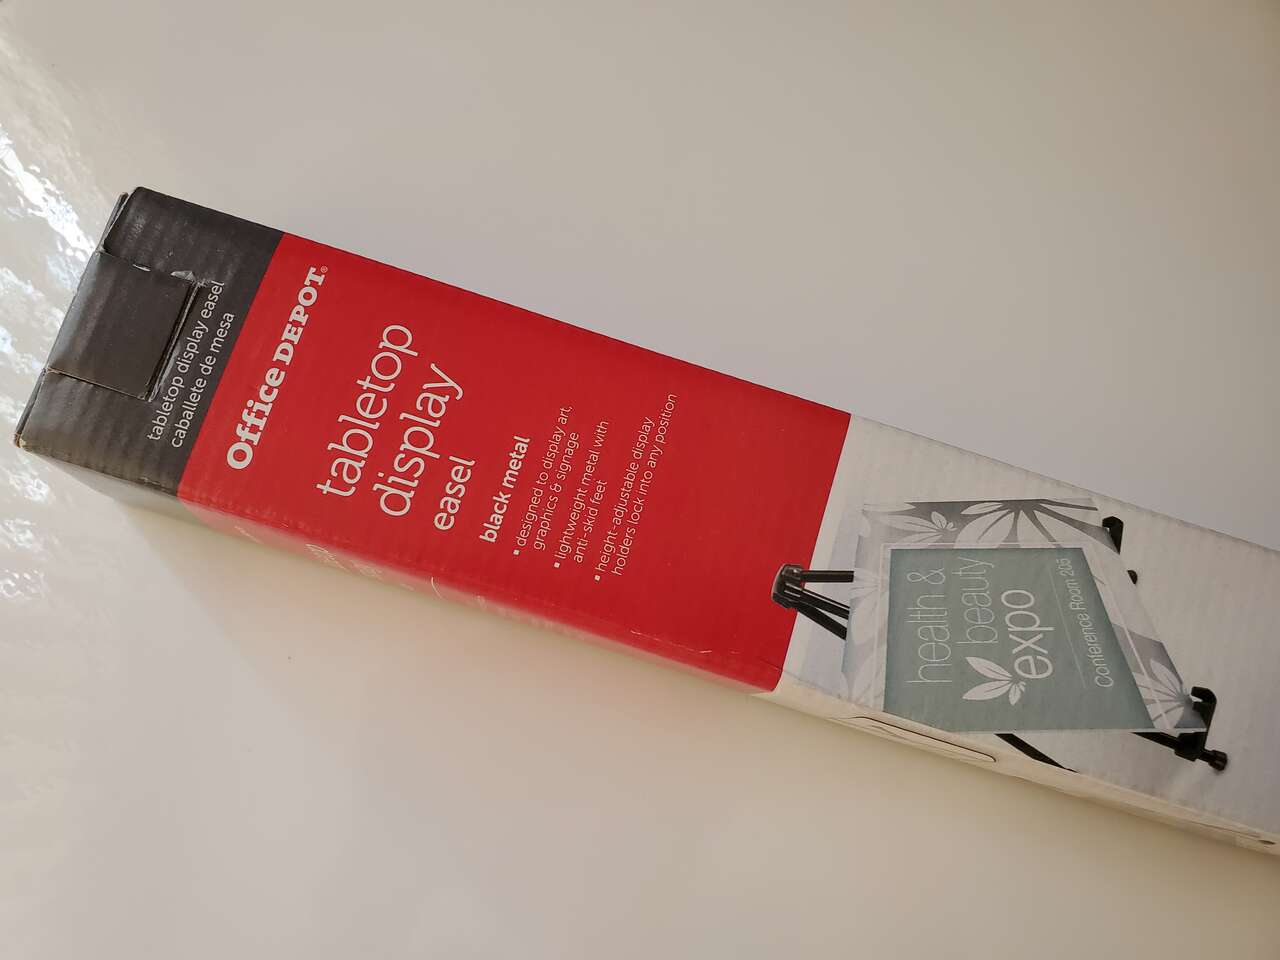 tabletop display easel
caballete de mesa
Office DEPOT®
tabletop
display
easel
black metal
• designed to display art,
graphics & signage
• lightweight metal with
anti-skid feet
• height-adjustable display
holders lock into any position
health &
beauty
expo
Conference Room 205